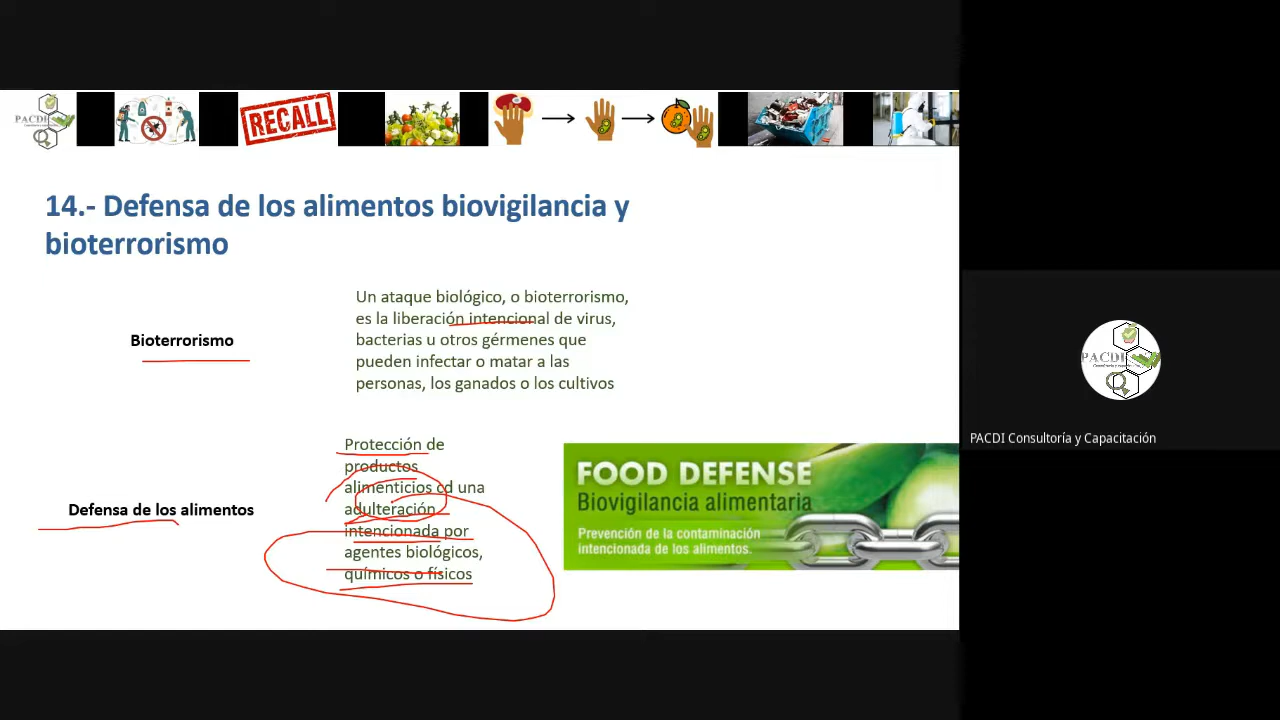 PACDI
RECALL
14.- Defensa de los alimentos biovigilancia y
bioterrorismo
Bioterrorismo
Un ataque biológico, o bioterrorismo,
es la liberación intencional de virus,
bacterias u otros gérmenes que
pueden infectar o matar a las
personas, los ganados o los cultivos
Defensa de los alimentos
Protección de
productos
alimenticios cd una
adulteración
intencionada por
agentes biológicos,
químicos o físicos
FOOD DEFENSE
Biovigilancia alimentaria
Prevención de la contaminación
intencionada de los alimentos.
PACDI
PACDI Consultoría y Capacitación